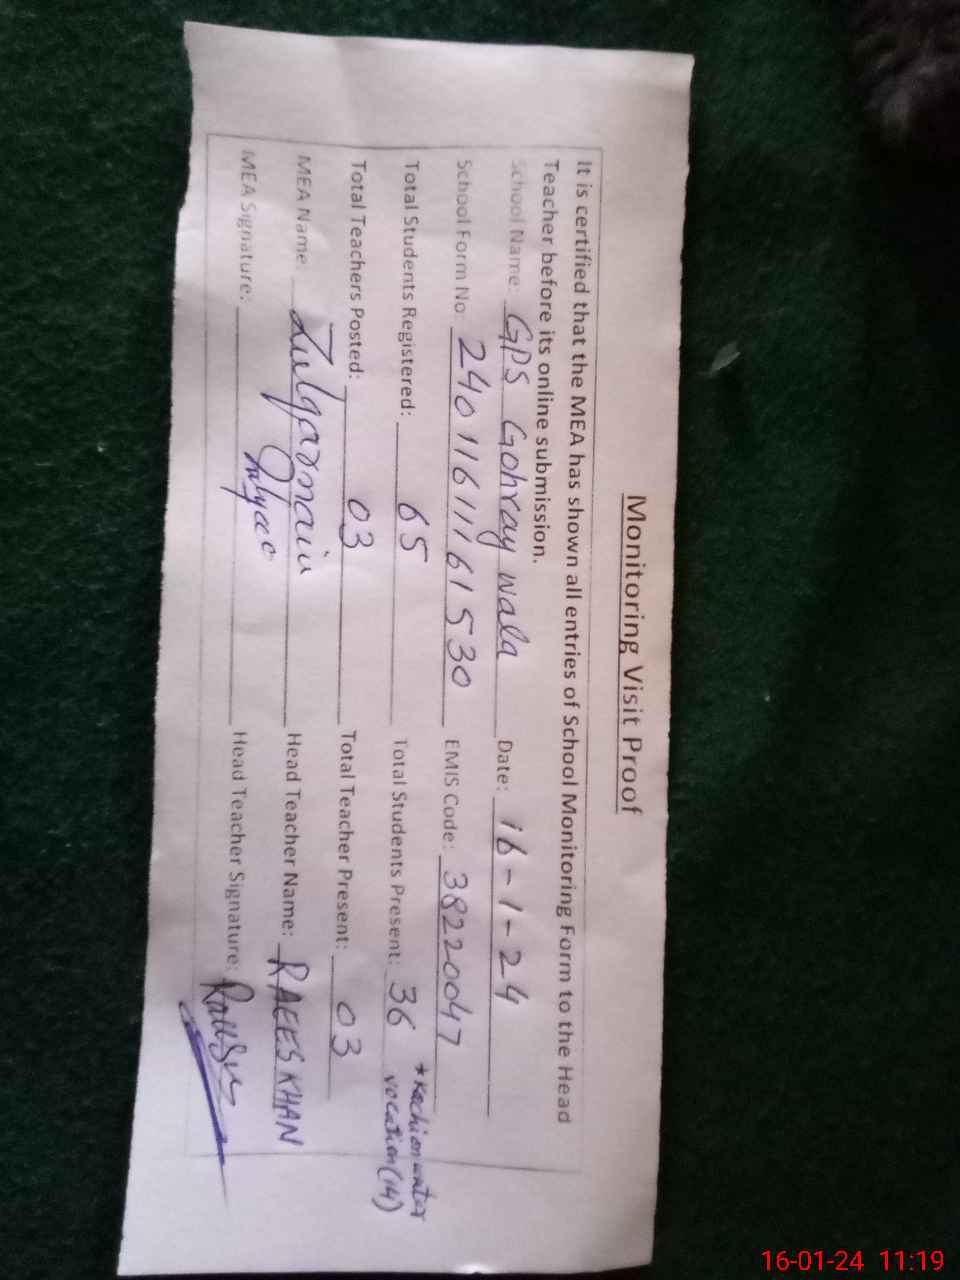 Monitoring Visit Proof
It is certified that the MEA has shown all entries of School Monitoring Form to the Head
Teacher before its online submission.
School Name: GPS Gohray wala Date: 16-1-24
School Form No: 240116111161530 EMIS Code: 38220047
Total Students Registered: 65 Total Students Present: 36 *Kachi on winter
vocation (14)
Total Teachers Posted: 03 Total Teacher Present: 03
MEA Name: Zulqarnain Head Teacher Name: RAEES KHAN
MEA Signature: Head Teacher Signature:
16-01-24 11:19